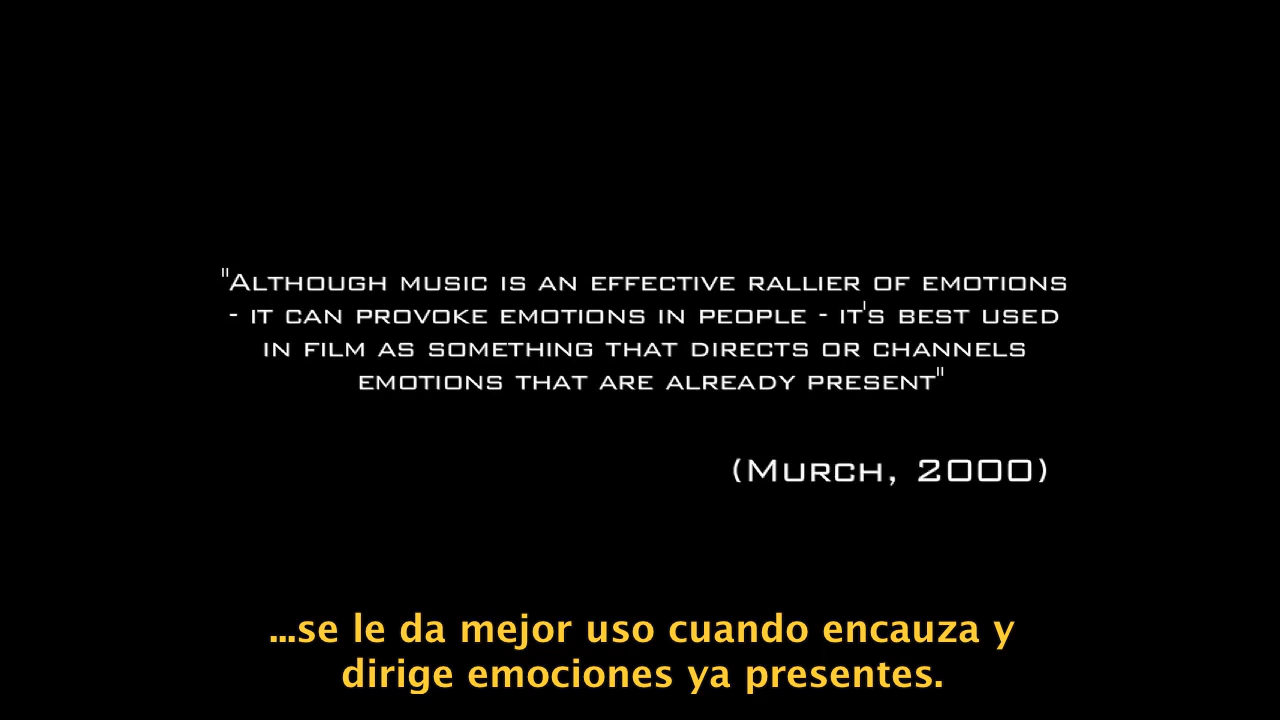 "Although music is an effective rallier of emotions
- it can provoke emotions in people - it's best used
in film as something that directs or channels
emotions that are already present"
(Murch, 2000)
...se le da mejor uso cuando encauza y
dirige emociones ya presentes.